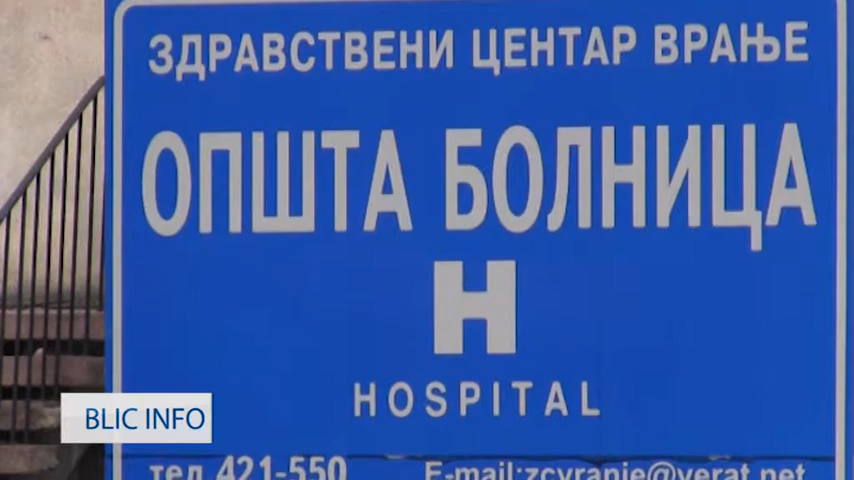 ЗДРАВСТВЕНИ ЦЕНТАР ВРАЊЕ
ОПШТА БОЛНИЦА
H
HOSPITAL
BLIC INFO
тел 421-550 E-mail:zcvranje@verat.net